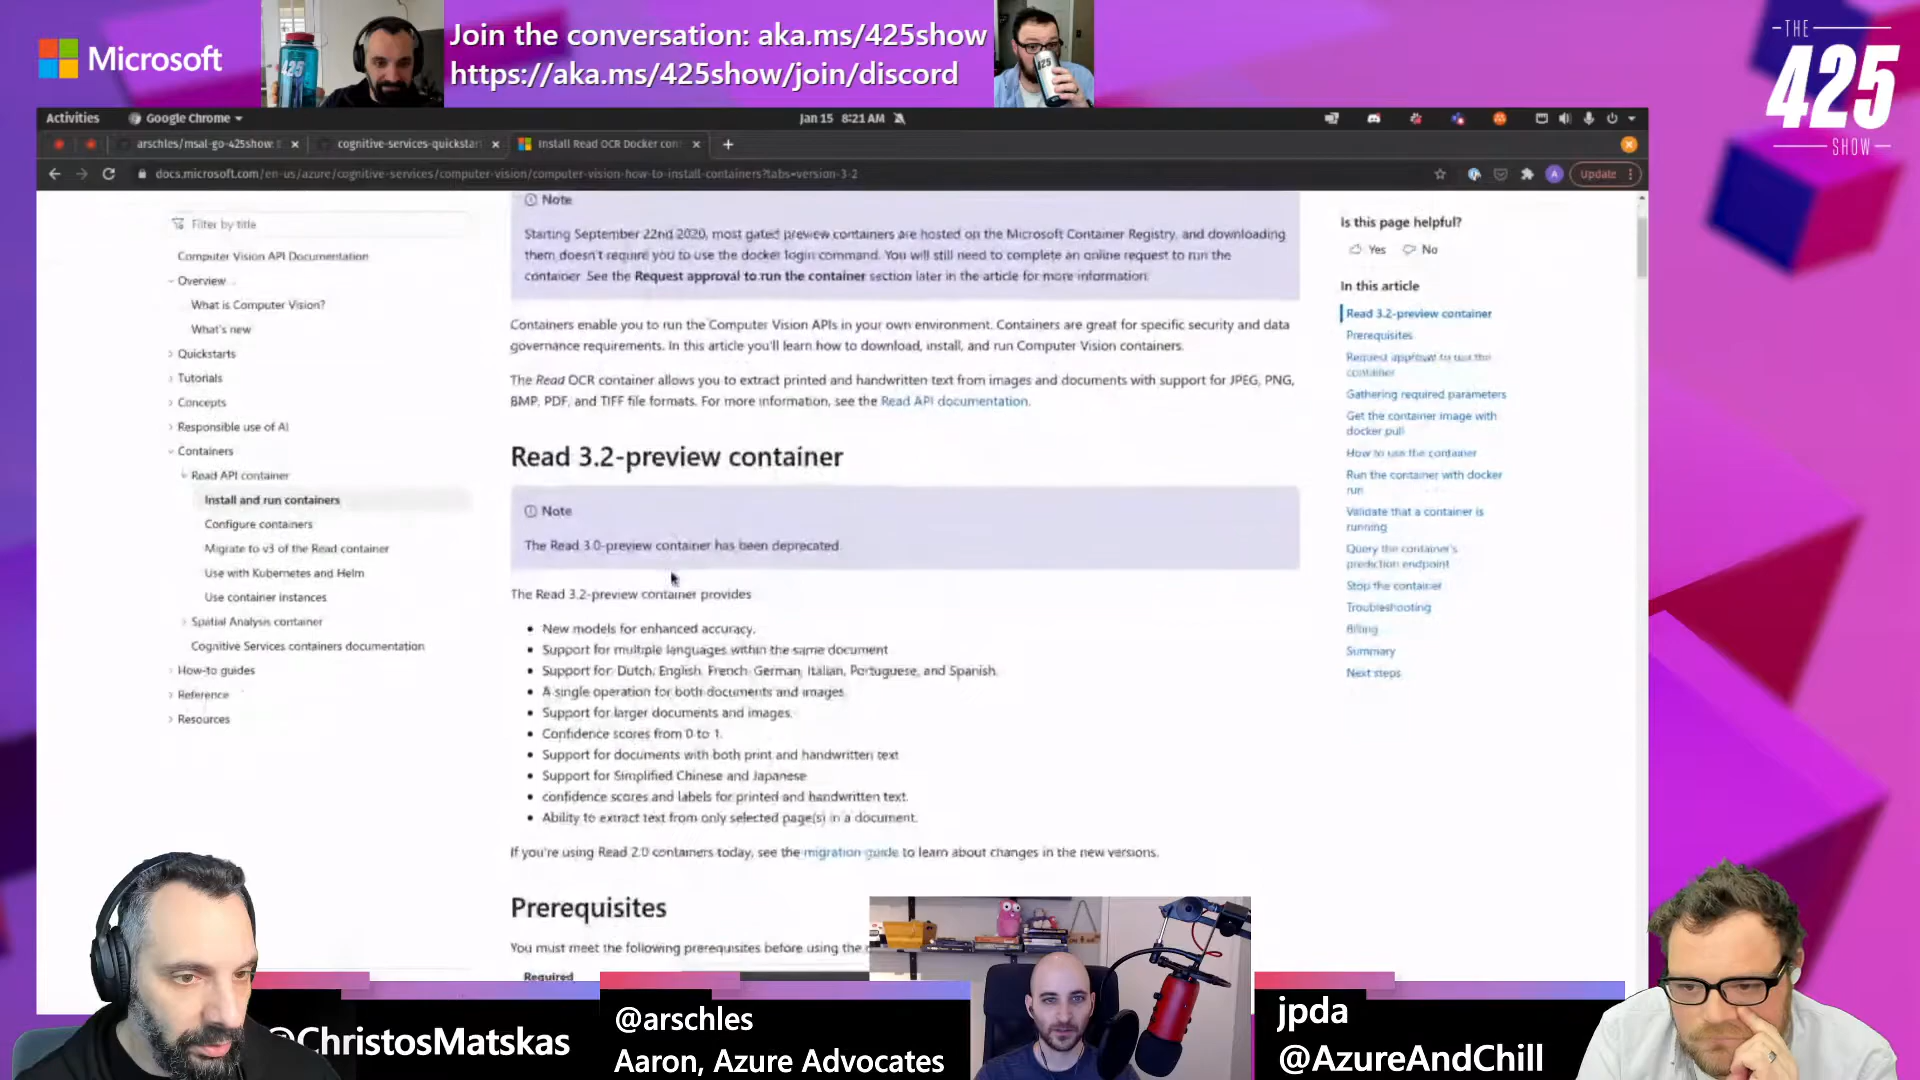 Microsoft
Join the conversation: aka.ms/425show
https://aka.ms/425show/join/discord
425
425
THE
425
SHOW
Activities
Google Chrome
Jan 15 8:21 AM
arschles/msal-go-425show:
cognitive-services-quickstar
Install Read OCR Docker con
docs.microsoft.com/en-us/azure/cognitive-services/computer-vision/computer-vision-how-to-install-containers?tabs=version-3-2
A
Update
Filter by title
Computer Vision API Documentation
Overview
What is Computer Vision?
What's new
Quickstarts
Tutorials
Concepts
Responsible use of AI
Containers
Read API container
Install and run containers
Configure containers
Migrate to v3 of the Read container
Use with Kubernetes and Helm
Use container instances
Spatial Analysis container
Cognitive Services containers documentation
How-to guides
Reference
Resources
Note
Starting September 22nd 2020, most gated preview containers are hosted on the Microsoft Container Registry, and downloading
them doesn't require you to use the docker login command. You will still need to complete an online request to run the
container. See the Request approval to run the container section later in the article for more information.
Containers enable you to run the Computer Vision APIs in your own environment. Containers are great for specific security and data
governance requirements. In this article you'll learn how to download, install, and run Computer Vision containers.
The Read OCR container allows you to extract printed and handwritten text from images and documents with support for JPEG, PNG,
BMP, PDF, and TIFF file formats. For more information, see the Read API documentation.
Read 3.2-preview container
Note
The Read 3.0-preview container has been deprecated.
The Read 3.2-preview container provides
New models for enhanced accuracy.
Support for multiple languages within the same document
Support for: Dutch, English, French, German, Italian, Portuguese, and Spanish.
A single operation for both documents and images.
Support for larger documents and images.
Confidence scores from 0 to 1.
Support for documents with both print and handwritten text
Support for Simplified Chinese and Japanese
confidence scores and labels for printed and handwritten text.
Ability to extract text from only selected page(s) in a document.
If you're using Read 2.0 containers today, see the migration guide to learn about changes in the new versions.
Prerequisites
You must meet the following prerequisites before using the
Required
Is this page helpful?
Yes No
In this article
Read 3.2-preview container
Prerequisites
Request approval to run the
container
Gathering required parameters
Get the container image with
docker pull
How to use the container
Run the container with docker
run
Validate that a container is
running
Query the container's
prediction endpoint
Stop the container
Troubleshooting
Billing
Summary
Next steps
@ChristosMatskas
@arschles
Aaron, Azure Advocates
jpda
@AzureAndChill